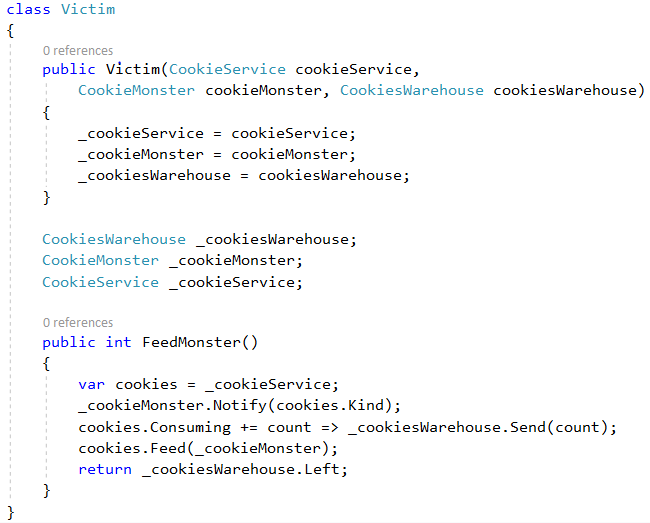 class Victim
{
0 references
public Victim(CookieService cookieService,
CookieMonster cookieMonster, CookiesWarehouse cookiesWarehouse)
{
_cookieService = cookieService;
_cookieMonster = cookieMonster;
_cookiesWarehouse = cookiesWarehouse;
}
CookiesWarehouse _cookiesWarehouse;
CookieMonster _cookieMonster;
CookieService _cookieService;
0 references
public int FeedMonster()
{
var cookies = _cookieService;
_cookieMonster.Notify(cookies.Kind);
cookies.Consuming += count => _cookiesWarehouse.Send(count);
cookies.Feed(_cookieMonster);
return _cookiesWarehouse.Left;
}
}